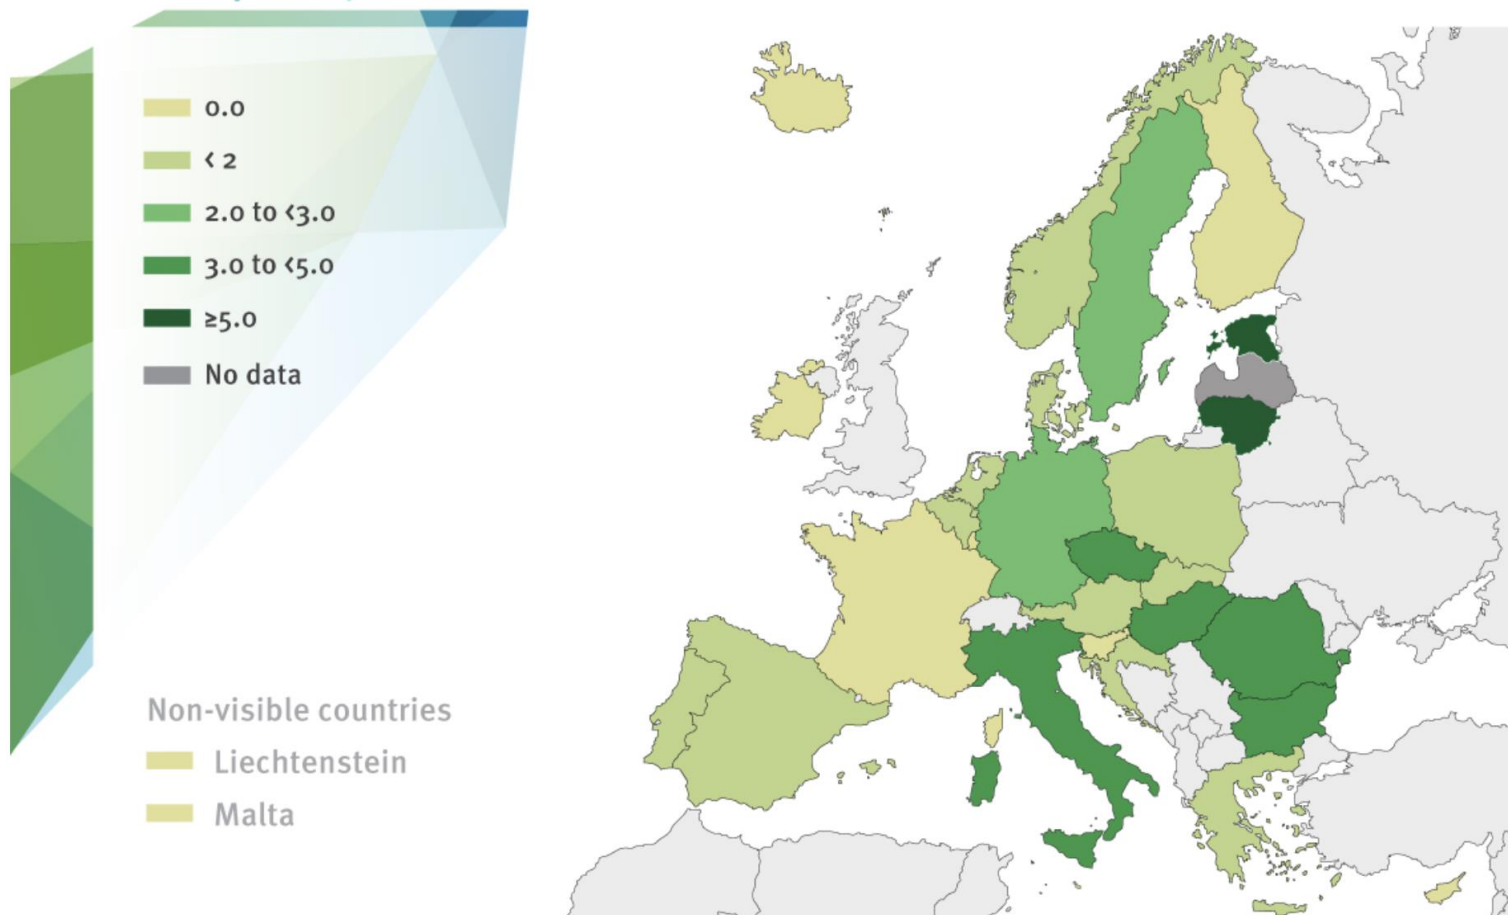 0.0
< 2
2.0 to <3.0
3.0 to <5.0
≥5.0
No data
Non-visible countries
Liechtenstein
Malta